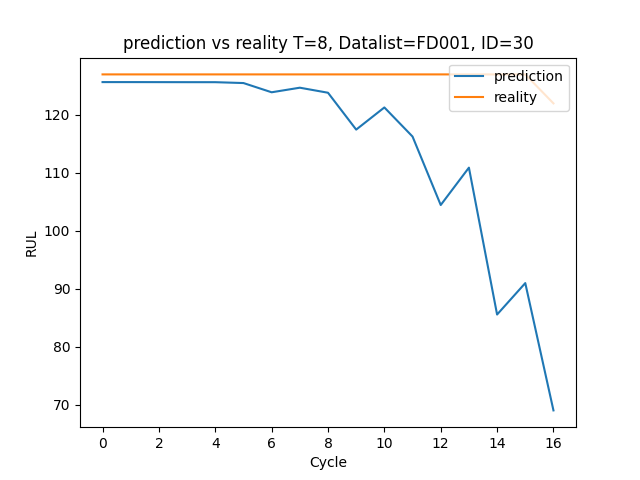 prediction vs reality T=8, Datalist=FD001, ID=30
prediction
reality
120
110
100
90
80
70
RUL
0 2 4 6 8 10 12 14 16
Cycle